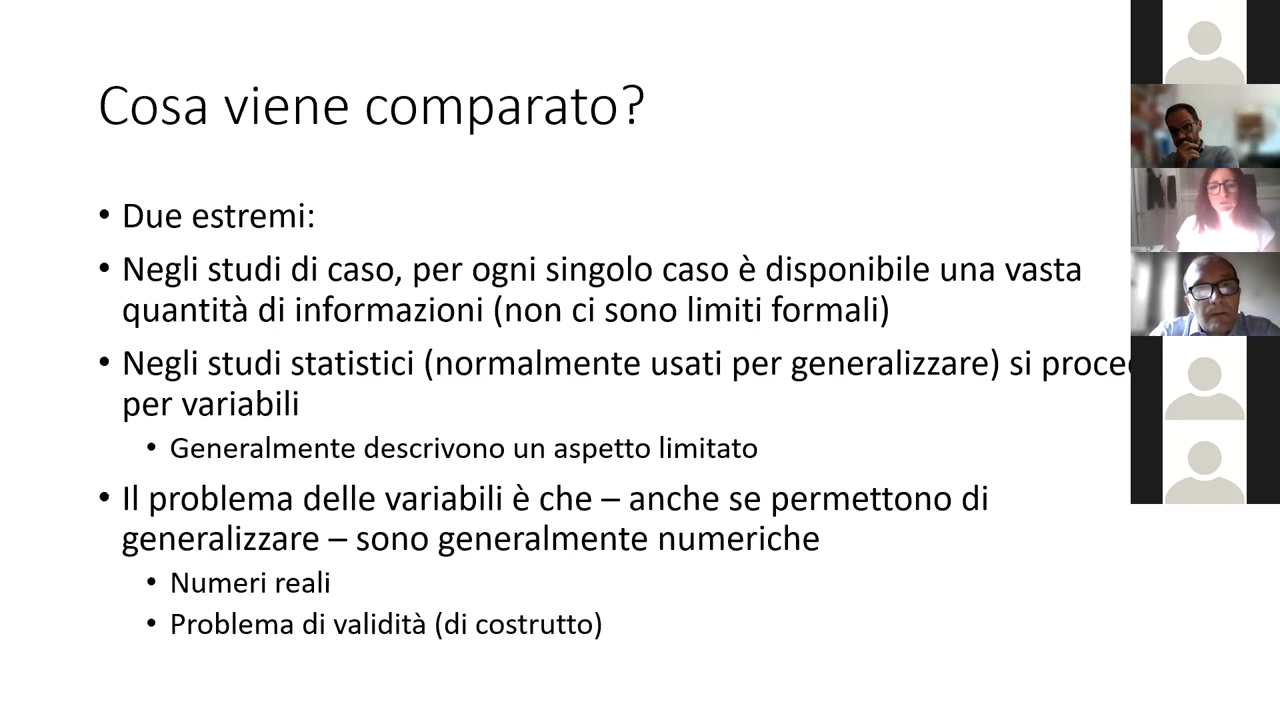 Cosa viene comparato?
• Due estremi:
• Negli studi di caso, per ogni singolo caso è disponibile una vasta
quantità di informazioni (non ci sono limiti formali)
• Negli studi statistici (normalmente usati per generalizzare) si
per variabili
• Generalmente descrivono un aspetto limitato
• Il problema delle variabili è che – anche se permettono di
generalizzare – sono generalmente numeriche
• Numeri reali
• Problema di validità (di costrutto)